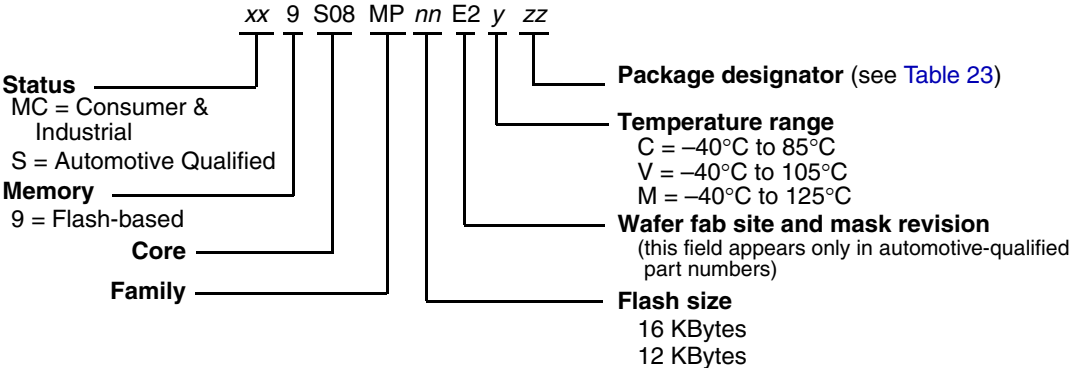 xx 9 S08 MP nn E2 y zz
Status
MC = Consumer &
Industrial
S = Automotive Qualified
Memory
9 = Flash-based
Core
Family
Package designator (see Table 23)
Temperature range
C = –40°C to 85°C
V = –40°C to 105°C
M = –40°C to 125°C
Wafer fab site and mask revision
(this field appears only in automotive-qualified
part numbers)
Flash size
16 KBytes
12 KBytes